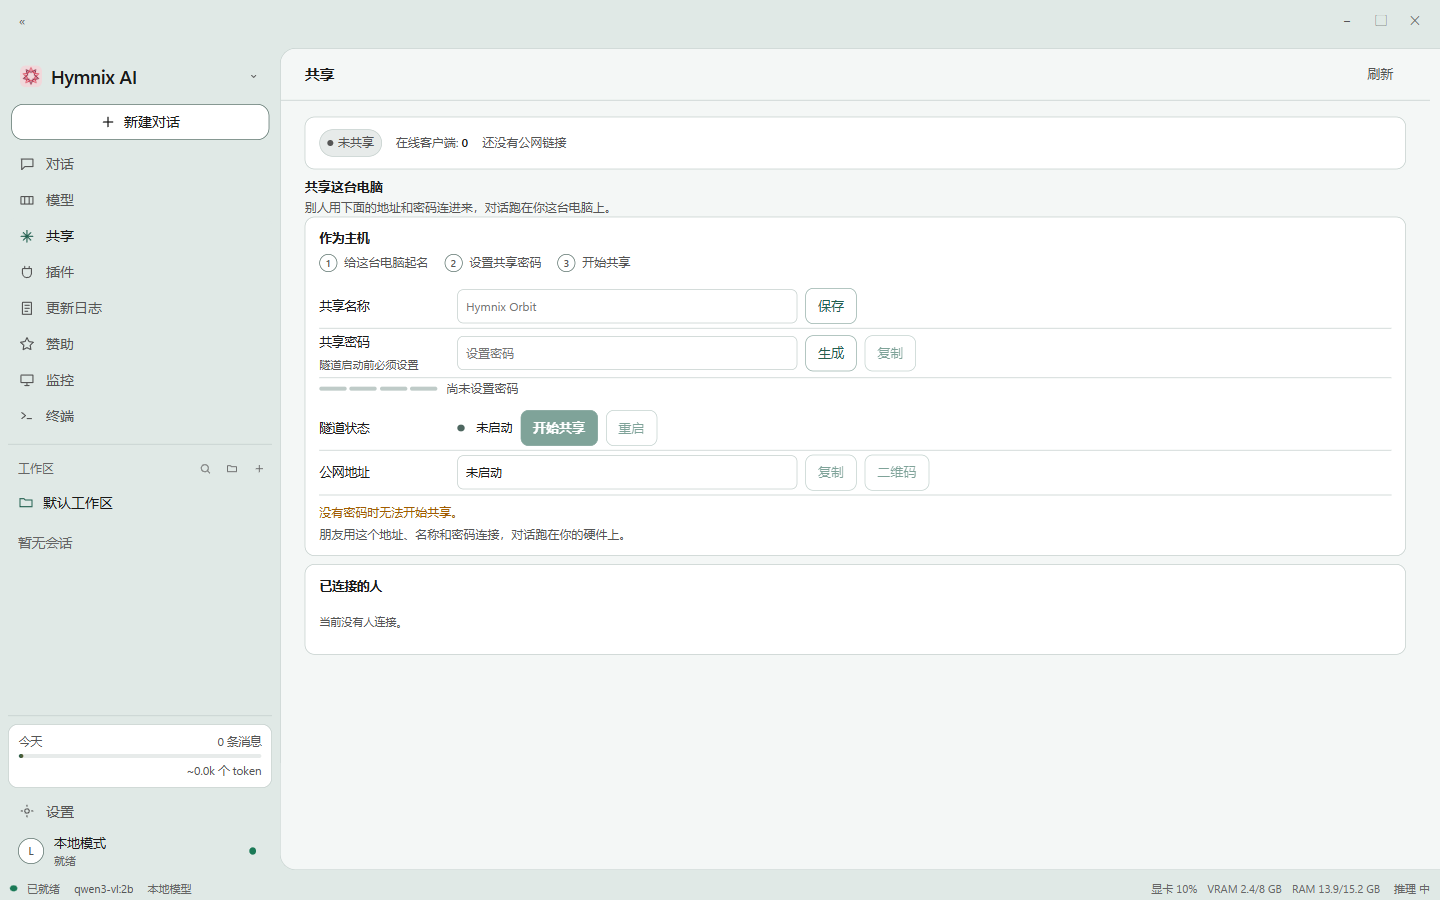 «
Hymnix AI
新建对话
对话
模型
共享
插件
更新日志
赞助
监控
终端
工作区
默认工作区
暂无会话
今天 0 条消息
~0.0k 个 token
设置
L 本地模式
就绪
共享 刷新
未共享 在线客户端: 0 还没有公网链接
共享这台电脑
别人用下面的地址和密码连进来，对话跑在你这台电脑上。
作为主机
1 给这台电脑起名 2 设置共享密码 3 开始共享
共享名称 Hymnix Orbit 保存
共享密码 设置密码 生成 复制
隧道启动前必须设置
尚未设置密码
隧道状态 未启动 开始共享 重启
公网地址 未启动 复制 二维码
没有密码时无法开始共享。
朋友用这个地址、名称和密码连接，对话跑在你的硬件上。
已连接的人
当前没有人连接。
已就绪 qwen3-vl:2b 本地模型 显卡 10% VRAM 2.4/8 GB RAM 13.9/15.2 GB 推理 中